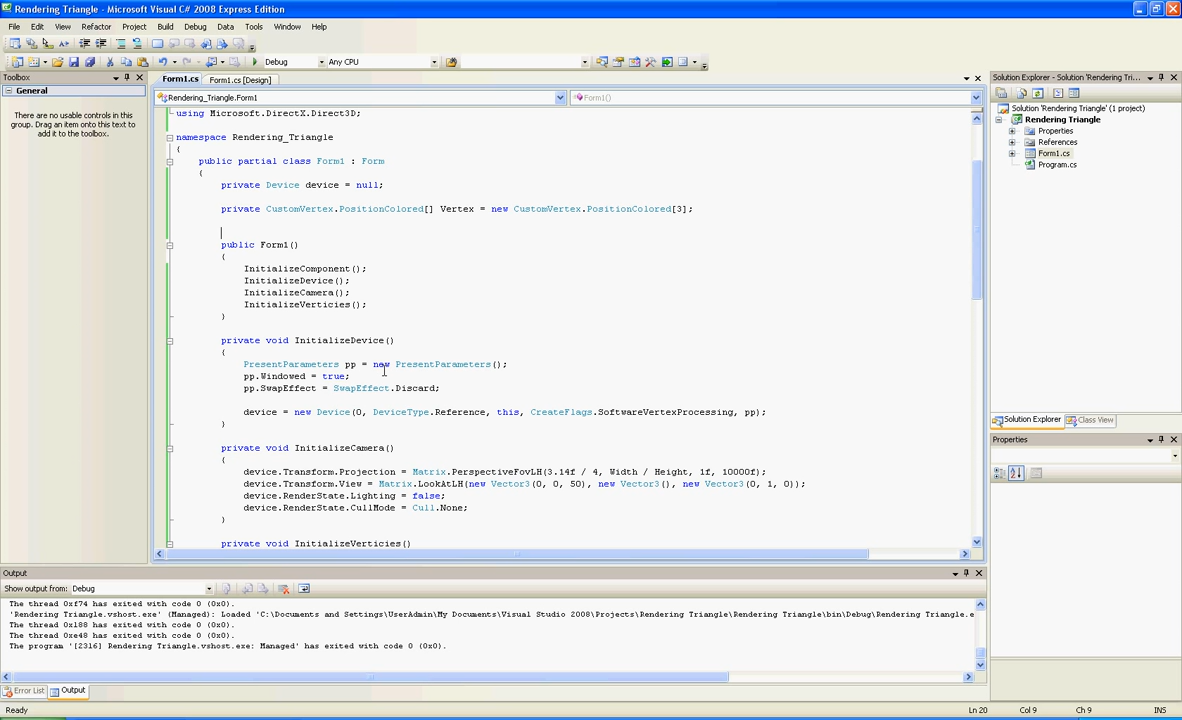 Rendering Triangle - Microsoft Visual C# 2008 Express Edition
File Edit View Refactor Project Build Debug Data Tools Window Help
Debug Any CPU
Toolbox
General
There are no usable controls in this
group. Drag an item onto this text to
add it to the toolbox.
Form1.cs Form1.cs [Design]
Rendering_Triangle.Form1 Form1()
using Microsoft.DirectX.Direct3D;
namespace Rendering_Triangle
{
public partial class Form1 : Form
{
private Device device = null;
private CustomVertex.PositionColored[] Vertex = new CustomVertex.PositionColored[3];
public Form1()
{
InitializeComponent();
InitializeDevice();
InitializeCamera();
InitializeVerticies();
}
private void InitializeDevice()
{
PresentParameters pp = new PresentParameters();
pp.Windowed = true;
pp.SwapEffect = SwapEffect.Discard;
device = new Device(0, DeviceType.Reference, this, CreateFlags.SoftwareVertexProcessing, pp);
}
private void InitializeCamera()
{
device.Transform.Projection = Matrix.PerspectiveFovLH(3.14f / 4, Width / Height, 1f, 10000f);
device.Transform.View = Matrix.LookAtLH(new Vector3(0, 0, 50), new Vector3(), new Vector3(0, 1, 0));
device.RenderState.Lighting = false;
device.RenderState.CullMode = Cull.None;
}
private void InitializeVerticies()
Solution Explorer - Solution 'Rendering Tri...
Solution 'Rendering Triangle' (1 project)
Rendering Triangle
Properties
References
Form1.cs
Program.cs
Solution Explorer Class View
Properties
Output
Show output from: Debug
The thread 0xf74 has exited with code 0 (0x0).
'Rendering Triangle.vshost.exe' (Managed): Loaded 'C:\Documents and Settings\UserAdmin\My Documents\Visual Studio 2008\Projects\Rendering Triangle\Rendering Triangle\bin\Debug\Rendering Triangle.e
The thread 0x188 has exited with code 0 (0x0).
The thread 0xe48 has exited with code 0 (0x0).
The program '[2316] Rendering Triangle.vshost.exe: Managed' has exited with code 0 (0x0).
Error List Output
Ready Ln 20 Col 9 Ch 9 INS